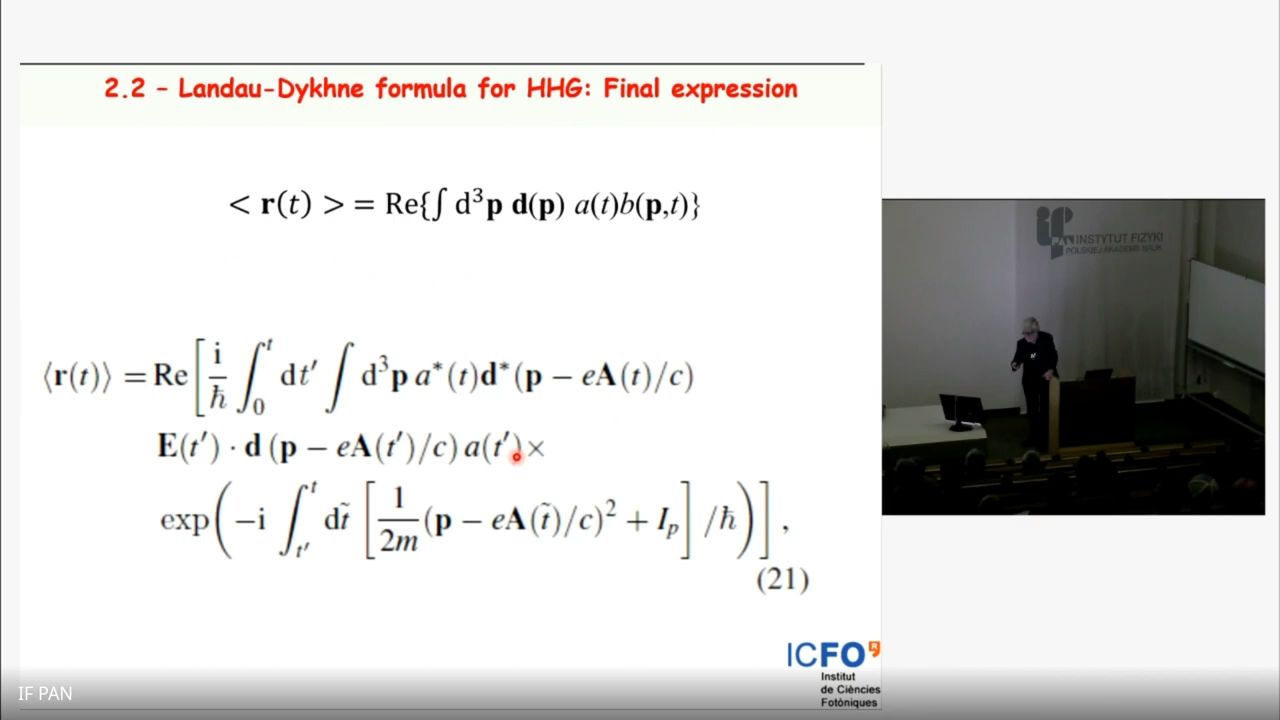 2.2 – Landau-Dykhne formula for HHG: Final expression
< r(t) > = Re{∫ d³p d(p) a(t)b(p,t)}
⟨r(t)⟩ = Re[ i/ħ ∫₀ᵗ dt′ ∫ d³p a*(t)d*(p − eA(t)/c)
E(t′) · d (p − eA(t′)/c) a(t′)×
exp(−i ∫ₜ′ᵗ dt̃ [ 1/2m (p − eA(t̃)/c)² + Iₚ ] /ħ) ] ,
(21)
ICFO
Institut
de Ciències
Fotòniques
IF PAN
INSTYTUT FIZYKI
POLSKIEJ AKADEMII NAUK